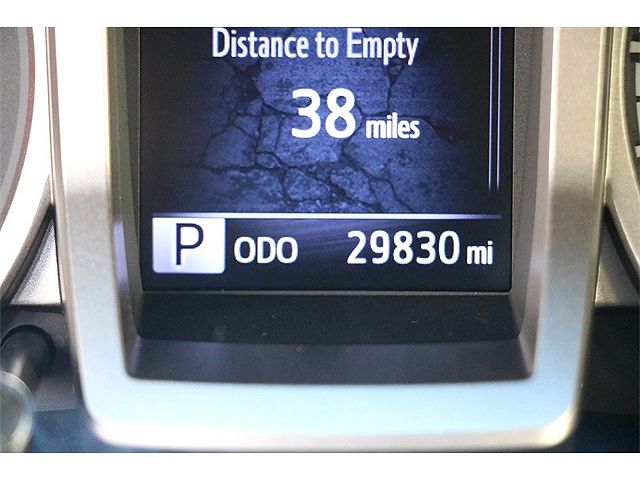 Distance to Empty
38 miles
P ODO 29830 mi